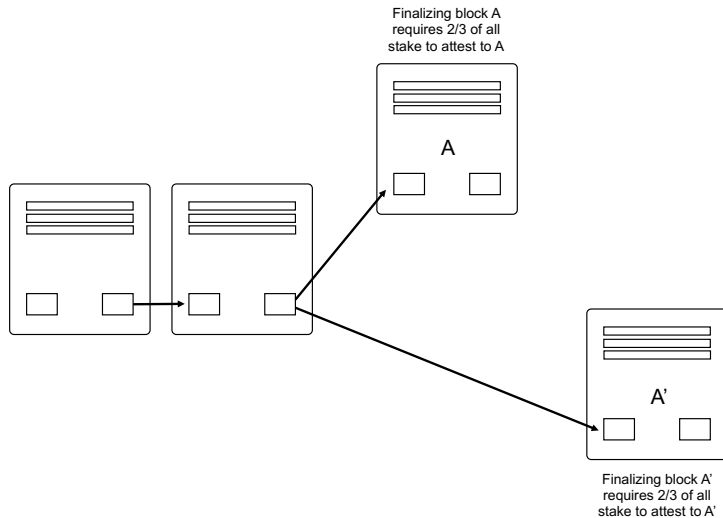 Finalizing block A
requires 2/3 of all
stake to attest to A
A
A'
Finalizing block A'
requires 2/3 of all
stake to attest to A'